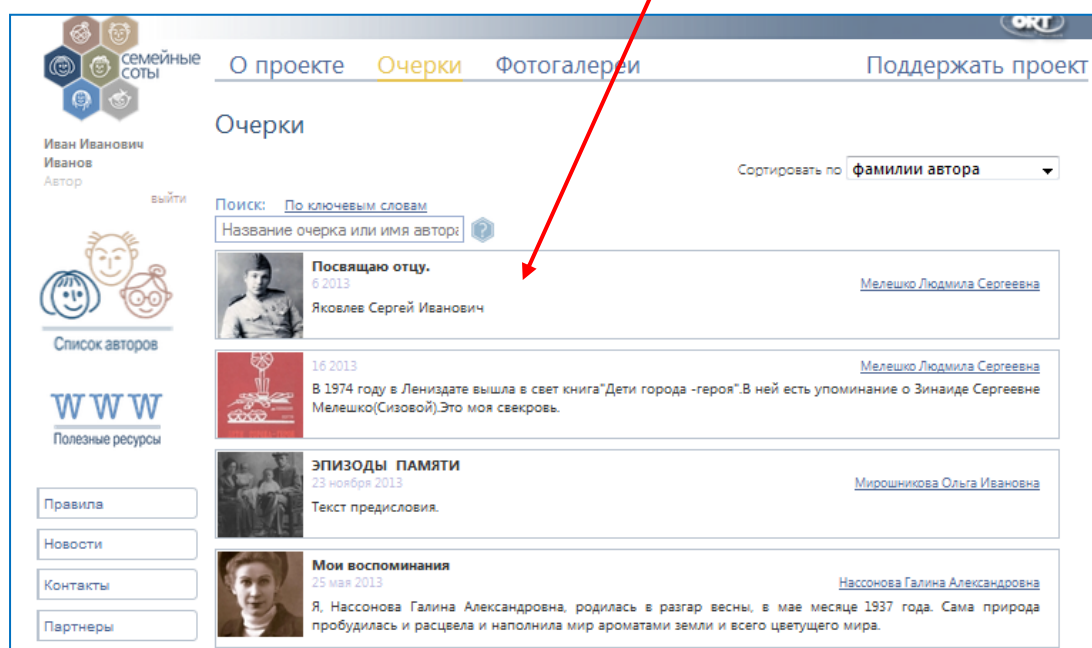 ORT
семейные
соты
О проекте Очерки Фотогалереи Поддержать проект
Очерки
Иван Иванович
Иванов
Автор
выйти
Сортировать по фамилии автора
Поиск: По ключевым словам
Название очерка или имя автора
?
Посвящаю отцу.
6 2013
Мелешко Людмила Сергеевна
Яковлев Сергей Иванович
Список авторов
16 2013
Мелешко Людмила Сергеевна
В 1974 году в Лениздате вышла в свет книга"Дети города -героя".В ней есть упоминание о Зинаиде Сергеевне
Мелешко(Сизовой).Это моя свекровь.
WWW
Полезные ресурсы
ЭПИЗОДЫ ПАМЯТИ
23 ноября 2013
Мирошникова Ольга Ивановна
Текст предисловия.
Правила
Новости
Контакты
Партнеры
Мои воспоминания
25 мая 2013
Нассонова Галина Александровна
Я, Нассонова Галина Александровна, родилась в разгар весны, в мае месяце 1937 года. Сама природа
пробудилась и расцвела и наполнила мир ароматами земли и всего цветущего мира.